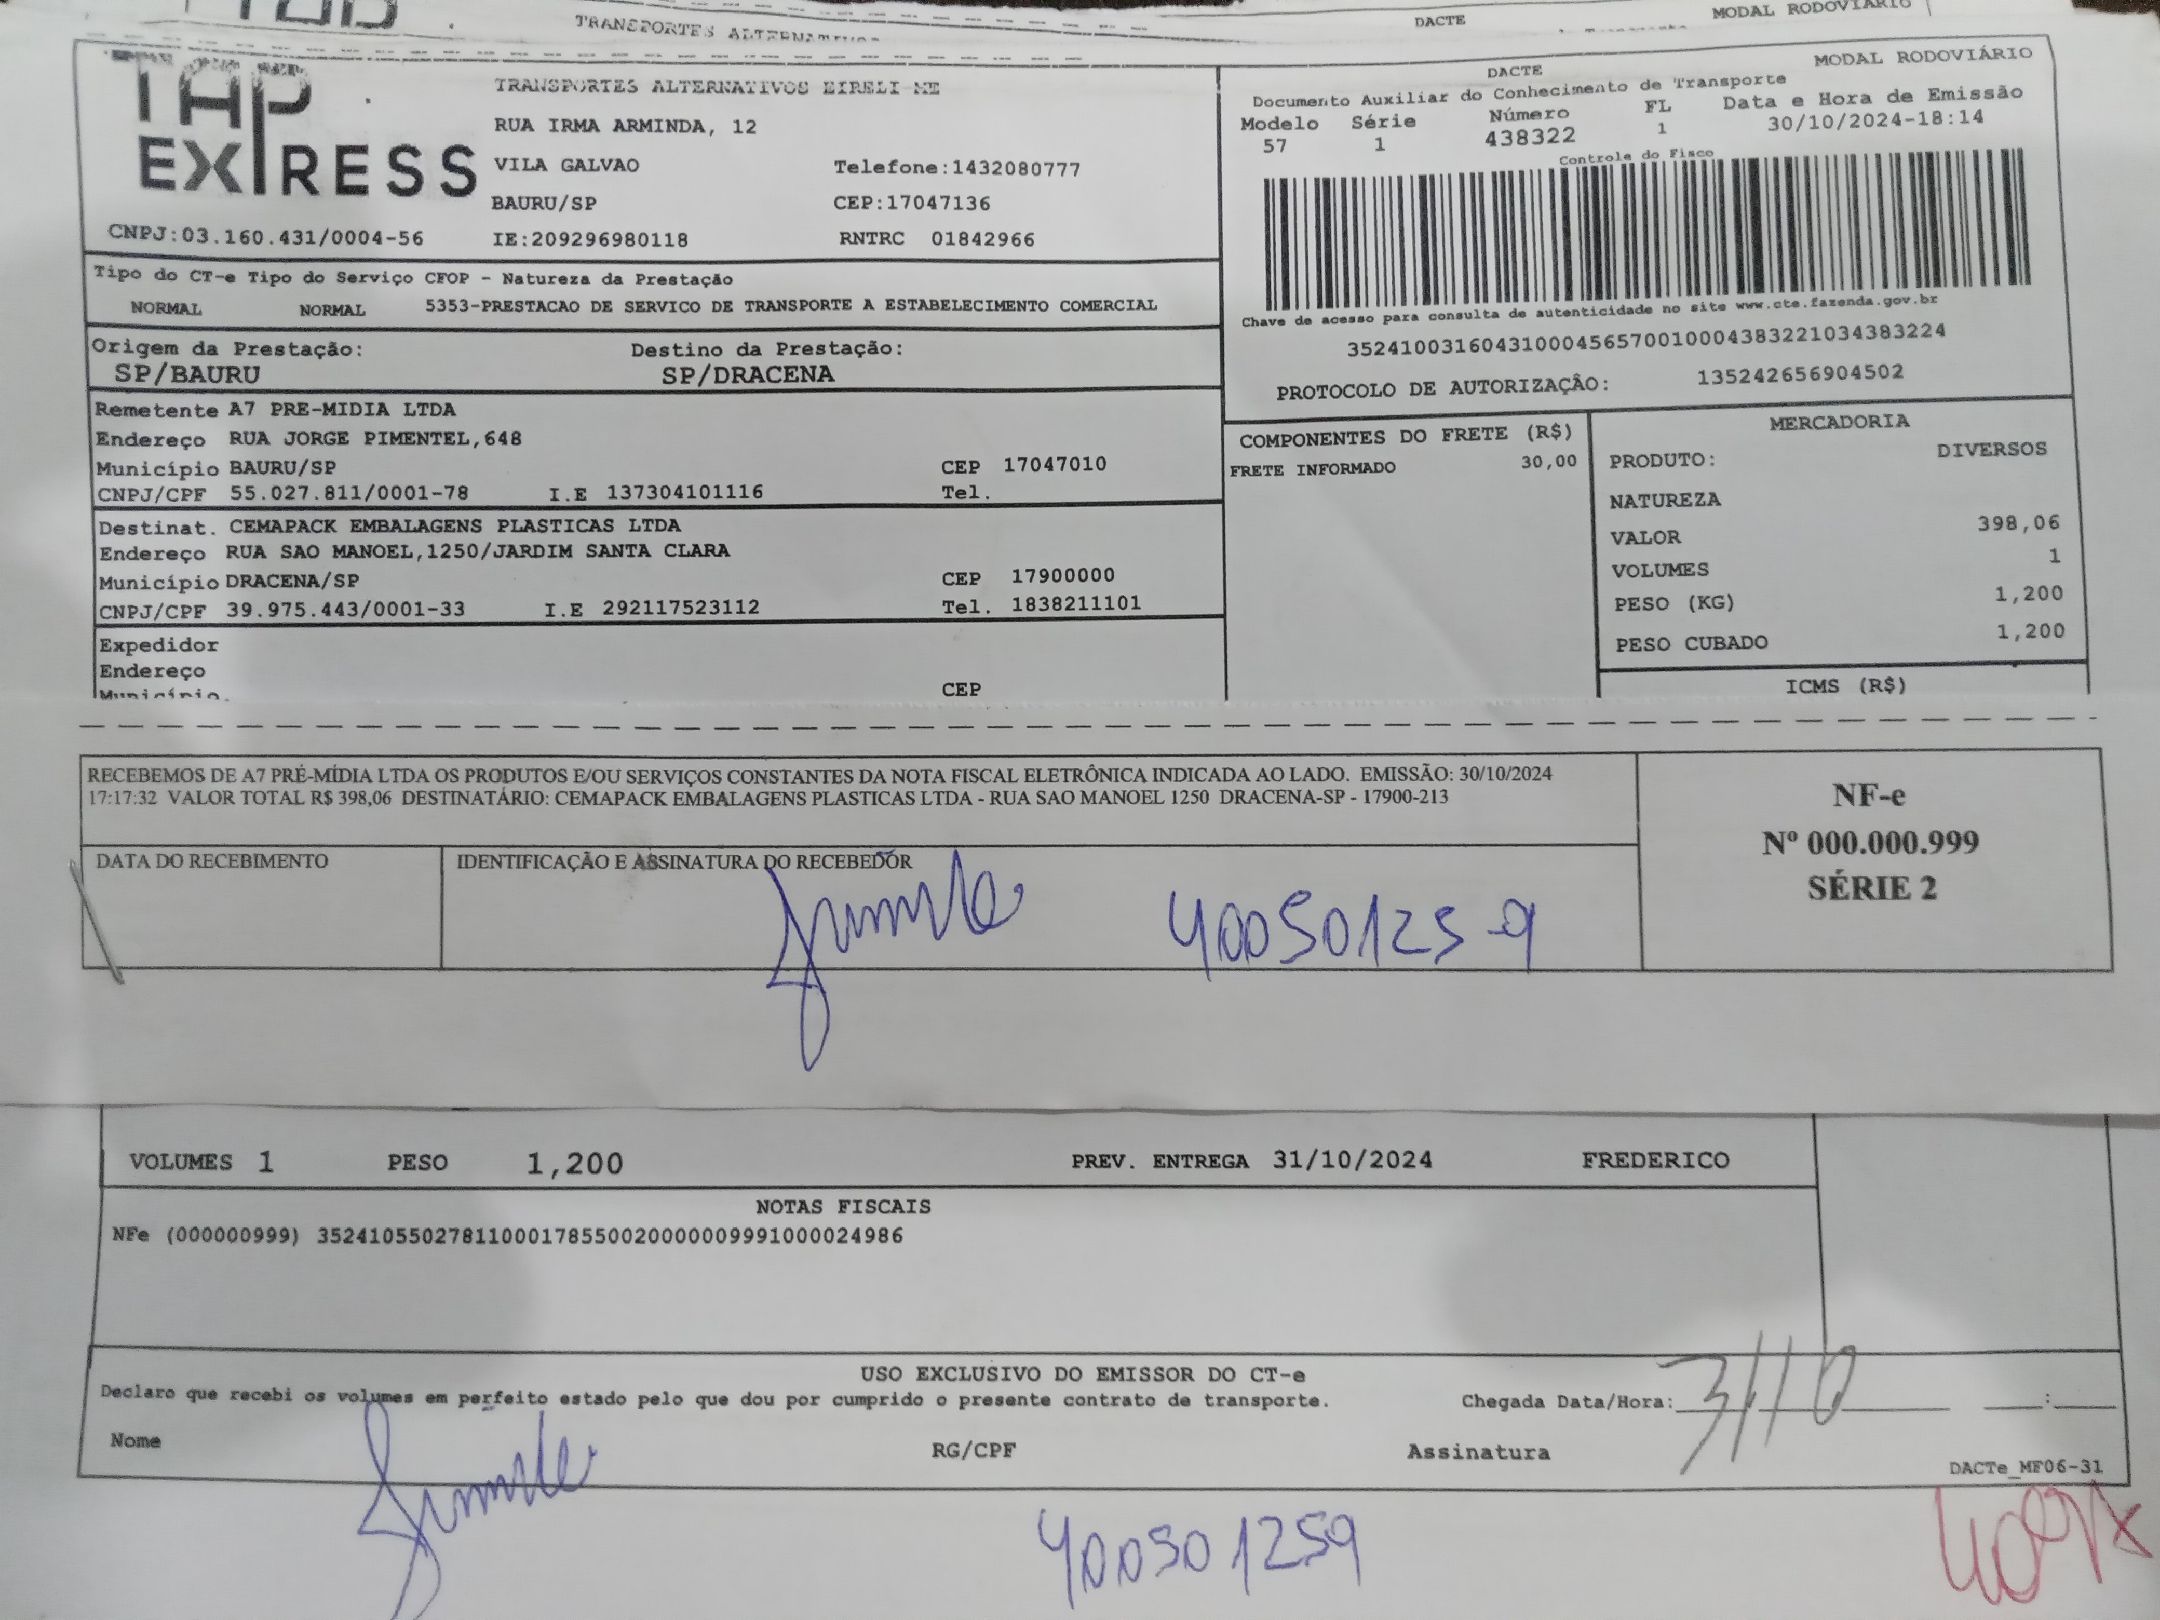 TRANSPORTES ALTERNATIVOS
DACTE
MODAL RODOVIÁRIO
TAP EXPRESS
TRANSPORTES ALTERNATIVOS EIRELI ME
RUA IRMA ARMINDA, 12
VILA GALVAO Telefone:1432080777
BAURU/SP CEP:17047136
CNPJ:03.160.431/0004-56 IE:209296980118 RNTRC 01842966
MODAL RODOVIÁRIO
DACTE
Documento Auxiliar do Conhecimento de Transporte
Modelo Série Número FL Data e Hora de Emissão
57 1 438322 1 30/10/2024-18:14
Controle do Fisco
Chave de acesso para consulta de autenticidade no site www.cte.fazenda.gov.br
35241003160431000456570010004383221034383224
PROTOCOLO DE AUTORIZAÇÃO: 135242656904502
Tipo do CT-e Tipo do Serviço CFOP - Natureza da Prestação
NORMAL NORMAL 5353-PRESTACAO DE SERVICO DE TRANSPORTE A ESTABELECIMENTO COMERCIAL
Origem da Prestação: Destino da Prestação:
SP/BAURU SP/DRACENA
Remetente A7 PRE-MIDIA LTDA
Endereço RUA JORGE PIMENTEL,648
Município BAURU/SP CEP 17047010
CNPJ/CPF 55.027.811/0001-78 I.E 137304101116 Tel.
Destinat. CEMAPACK EMBALAGENS PLASTICAS LTDA
Endereço RUA SAO MANOEL,1250/JARDIM SANTA CLARA
Município DRACENA/SP CEP 17900000
CNPJ/CPF 39.975.443/0001-33 I.E 292117523112 Tel. 1838211101
Expedidor
Endereço
Município. CEP
COMPONENTES DO FRETE (R$)
FRETE INFORMADO 30,00
MERCADORIA
PRODUTO: DIVERSOS
NATUREZA
VALOR 398,06
VOLUMES 1
PESO (KG) 1,200
PESO CUBADO 1,200
ICMS (R$)
RECEBEMOS DE A7 PRÉ-MÍDIA LTDA OS PRODUTOS E/OU SERVIÇOS CONSTANTES DA NOTA FISCAL ELETRÔNICA INDICADA AO LADO. EMISSÃO: 30/10/2024
17:17:32 VALOR TOTAL R$ 398,06 DESTINATÁRIO: CEMAPACK EMBALAGENS PLASTICAS LTDA - RUA SAO MANOEL 1250 DRACENA-SP - 17900-213
DATA DO RECEBIMENTO IDENTIFICAÇÃO E ASSINATURA DO RECEBEDOR
40050125-9
NF-e
Nº 000.000.999
SÉRIE 2
VOLUMES 1 PESO 1,200 PREV. ENTREGA 31/10/2024 FREDERICO
NOTAS FISCAIS
NFe (000000999) 35241055027811000178550020000009991000024986
USO EXCLUSIVO DO EMISSOR DO CT-e
Declaro que recebi os volumes em perfeito estado pelo que dou por cumprido o presente contrato de transporte. Chegada Data/Hora: 31/10 :
Nome RG/CPF Assinatura
DACTe_MF06-31
400501259